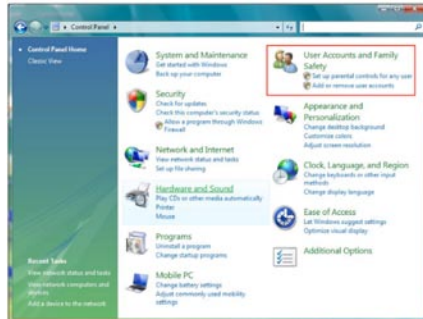 Control Panel
Control Panel Home
Classic View
System and Maintenance
Get started with Windows
Back up your computer
Security
Check for updates
Check this computer's security status
Allow a program through Windows
Firewall
Network and Internet
View network status and tasks
Set up file sharing
Hardware and Sound
Play CDs or other media automatically
Printer
Mouse
Programs
Uninstall a program
Change startup programs
Mobile PC
Change battery settings
Adjust commonly used mobility
settings
User Accounts and Family
Safety
Set up parental controls for any user
Add or remove user accounts
Appearance and
Personalization
Change desktop background
Customize colors
Adjust screen resolution
Clock, Language, and Region
Change keyboards or other input
methods
Change display language
Ease of Access
Let Windows suggest settings
Optimize visual display
Additional Options
Recent Tasks
View network status and tasks
View network computers and
devices
Add a device to the network